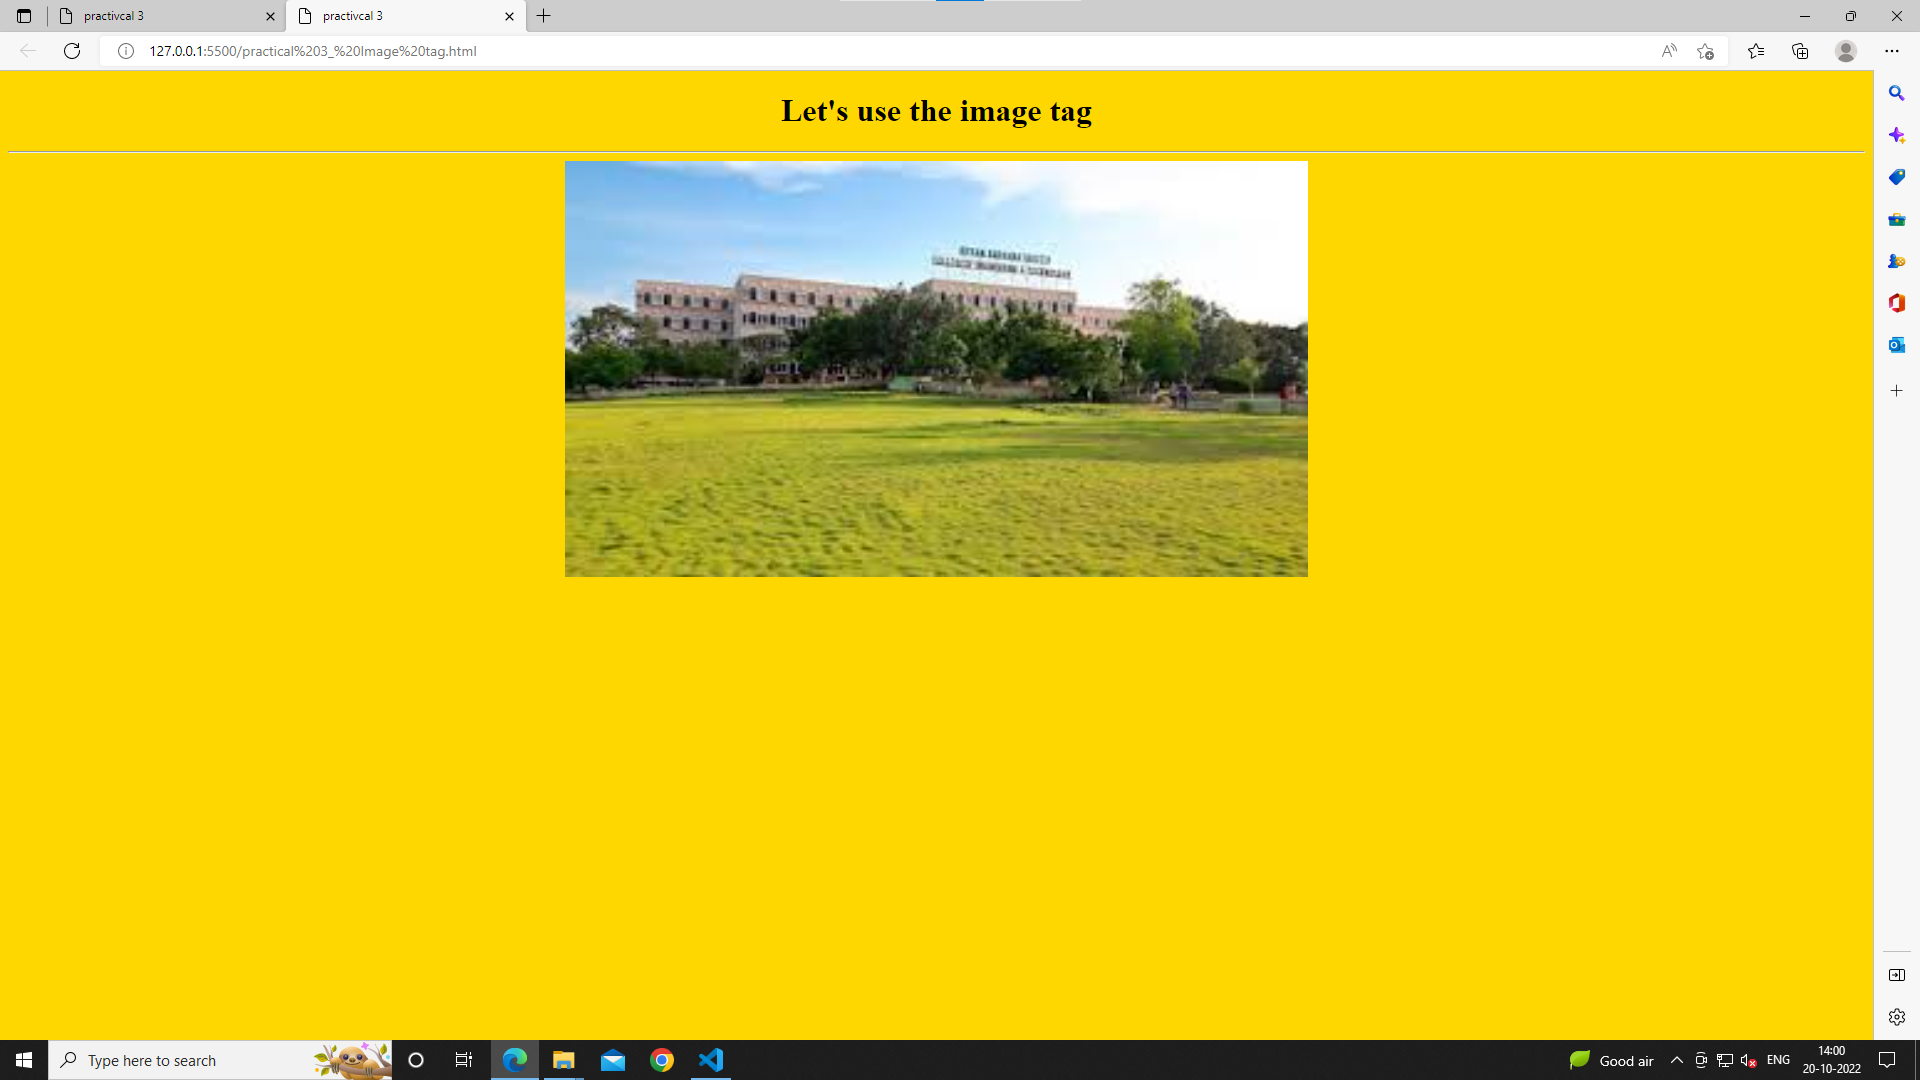 practivcal 3
practivcal 3
127.0.0.1:5500/practical%203_%20Image%20tag.html
Let's use the image tag
Type here to search
Good air
ENG
14:00
20-10-2022